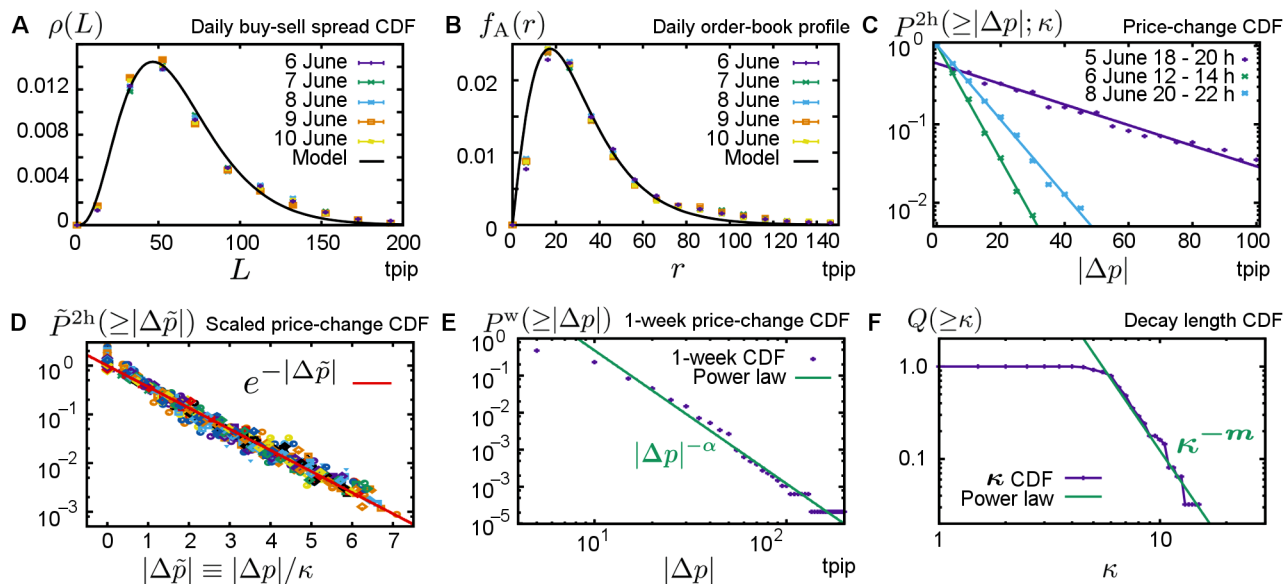 A ρ(L) Daily buy-sell spread CDF
6 June
7 June
8 June
9 June
10 June
Model
0.012
0.008
0.004
0
0 50 100 150 200
L tpip
B f_A(r) Daily order-book profile
6 June
7 June
8 June
9 June
10 June
Model
0.02
0.01
0
0 20 40 60 80 100 120 140
r tpip
C P^{2h}(≥|Δp|; κ) Price-change CDF
5 June 18 - 20 h
6 June 12 - 14 h
8 June 20 - 22 h
10^0
10^{-1}
10^{-2}
0 20 40 60 80 100
|Δp| tpip
D P̃^{2h}(≥|Δp̃|) Scaled price-change CDF
e^{-|Δp̃|}
10^0
10^{-1}
10^{-2}
10^{-3}
0 1 2 3 4 5 6 7
|Δp̃| ≡ |Δp|/κ
E P^w(≥|Δp|) 1-week price-change CDF
1-week CDF
Power law
|Δp|^{-α}
10^0
10^{-1}
10^{-2}
10^{-3}
10^{-3}
10^{-5}
10^1 10^2
|Δp| tpip
F Q(≥κ) Decay length CDF
κ^{-m}
κ CDF
Power law
1.0
0.1
1 10
κ